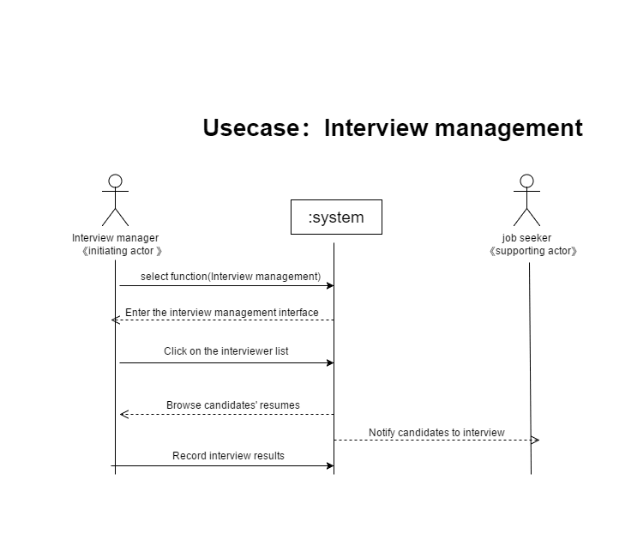 Usecase：Interview management
Interview manager
《initiating actor 》
:system
job seeker
《supporting actor》
select function(Interview management)
Enter the interview management interface
Click on the interviewer list
Browse candidates' resumes
Notify candidates to interview
Record interview results